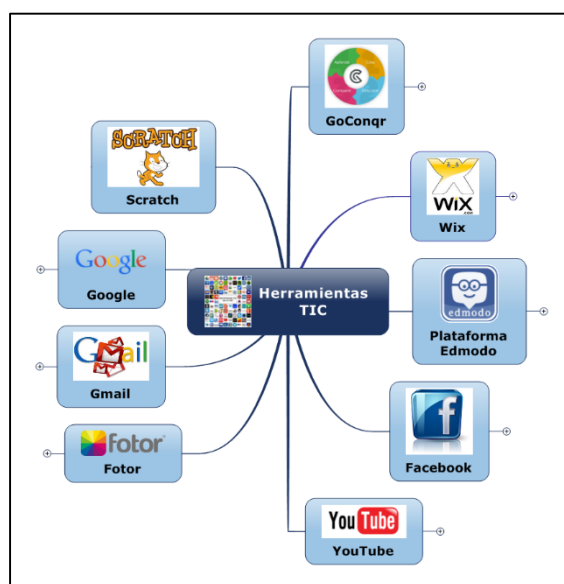 GoConqr
SCRATCH
Scratch
WiX
Wix
Google
Google
Herramientas
TIC
edmodo
Plataforma
Edmodo
Gmail
Gmail
f
Facebook
fotor
Fotor
YouTube
YouTube